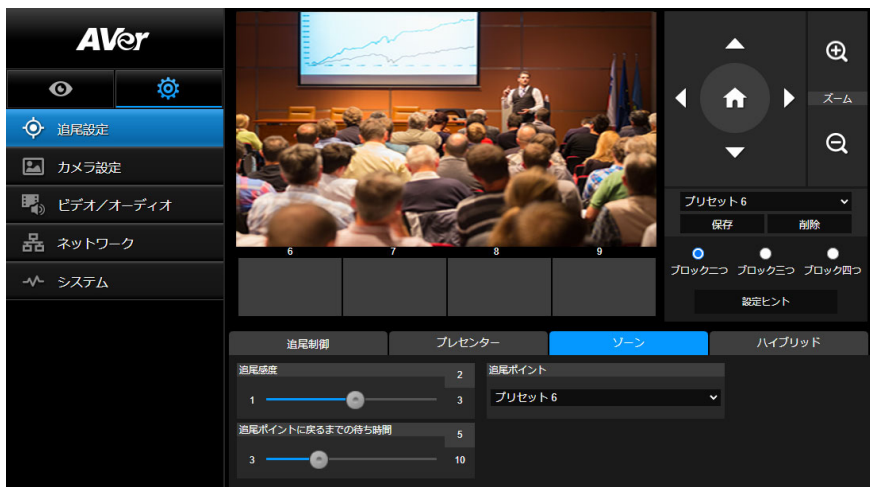 AVer
追尾設定
カメラ設定
ビデオ/オーディオ
ネットワーク
システム
6 7 8 9
ズーム
プリセット 6
保存 削除
ブロック二つ ブロック三つ ブロック四つ
設定ヒント
追尾制御 プレゼンター ゾーン ハイブリッド
追尾感度 2
1 3
追尾ポイント
プリセット 6
追尾ポイントに戻るまでの待ち時間 5
3 10